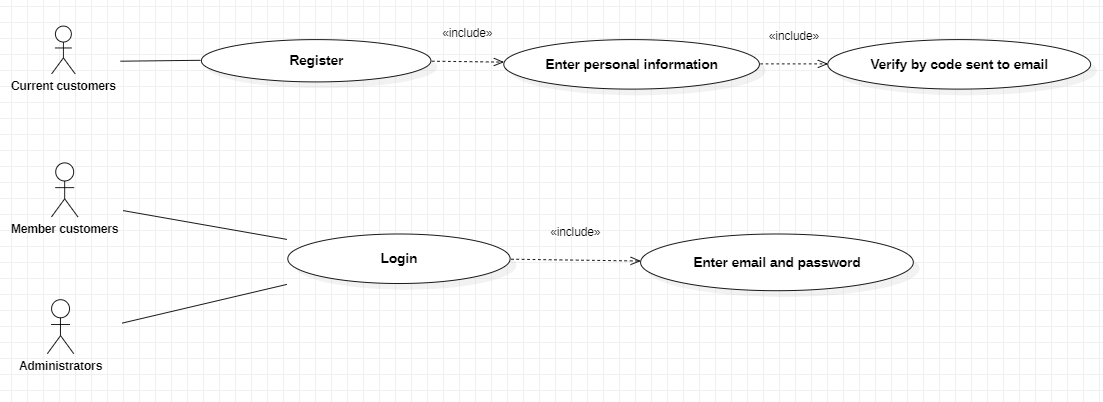 «include»
«include»
Register
Enter personal information
Verify by code sent to email
Current customers
Member customers
«include»
Login
Enter email and password
Administrators